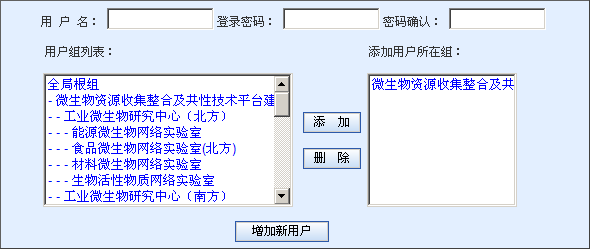 用 户 名： 登录密码： 密码确认：
用户组列表： 添加用户所在组：
全局根组
- 微生物资源收集整合及共性技术平台建
- - 工业微生物研究中心（北方）
- - - 能源微生物网络实验室
- - - 食品微生物网络实验室(北方)
- - - 材料微生物网络实验室
- - - 生物活性物质网络实验室
- - 工业微生物研究中心（南方）
添 加
删 除
微生物资源收集整合及共
增加新用户